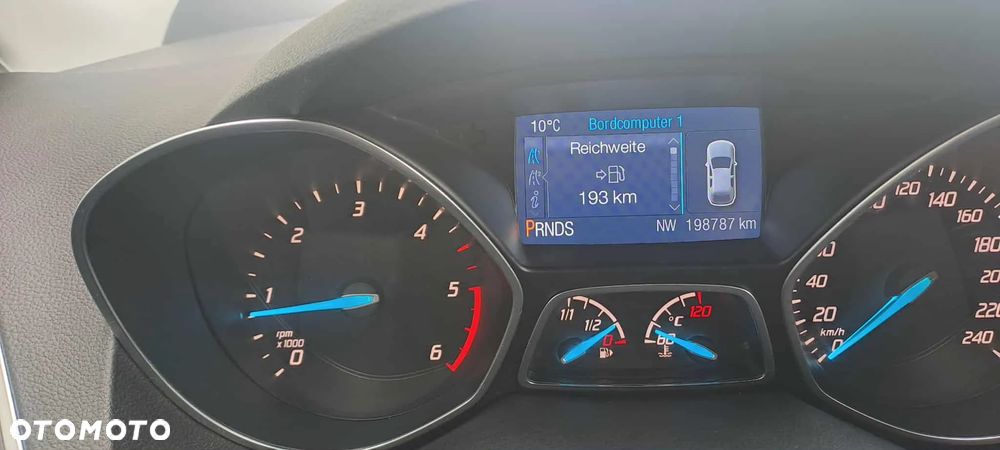 10°C Bordcomputer 1
Reichweite
193 km
PRNDS NW 198787 km
0 1 2 3 4 5 6
rpm
x1000
1/1 1/2 0
60 °C 120
0 20 40 120 140 160 180 220 240
km/h
OTOMOTO